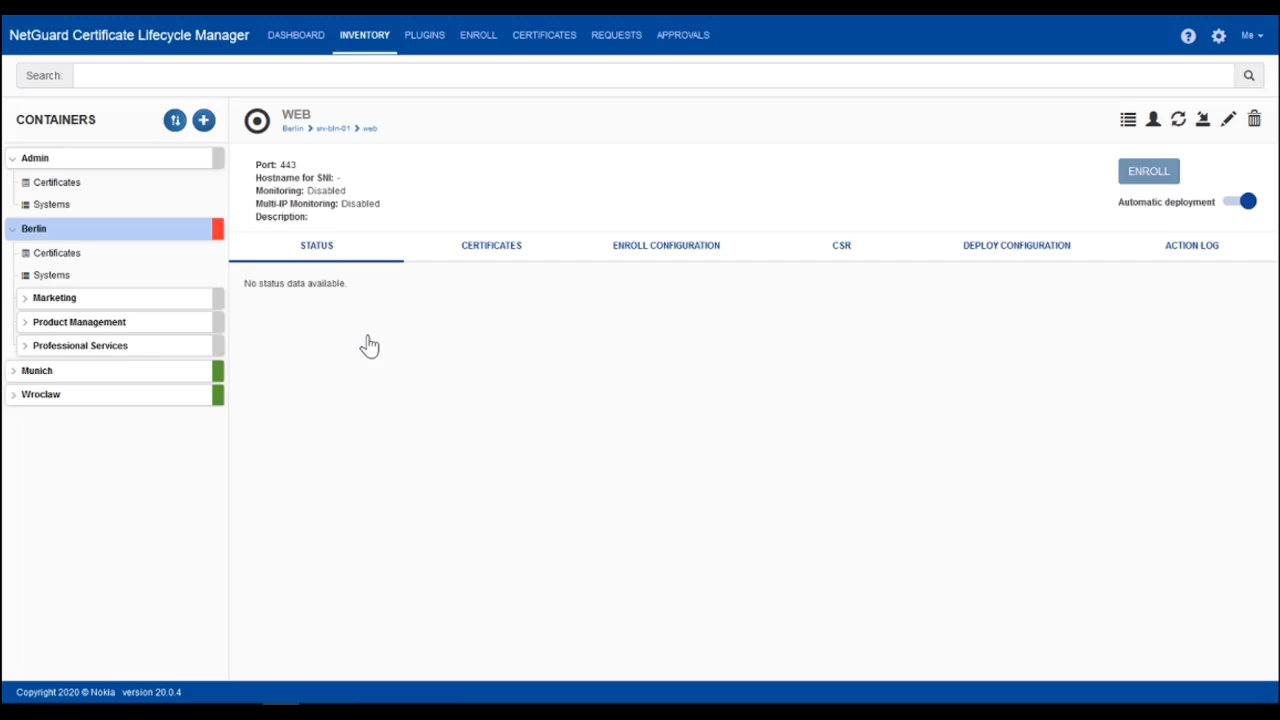 NetGuard Certificate Lifecycle Manager DASHBOARD INVENTORY PLUGINS ENROLL CERTIFICATES REQUESTS APPROVALS Me
Search:
CONTAINERS
Admin
Certificates
Systems
Berlin
Certificates
Systems
Marketing
Product Management
Professional Services
Munich
Wroclaw
WEB
Berlin > srv-bln-01 > web
Port: 443
Hostname for SNI: -
Monitoring: Disabled
Multi-IP Monitoring: Disabled
Description:
ENROLL
Automatic deployment
STATUS CERTIFICATES ENROLL CONFIGURATION CSR DEPLOY CONFIGURATION ACTION LOG
No status data available.
Copyright 2020 © Nokia version 20.0.4